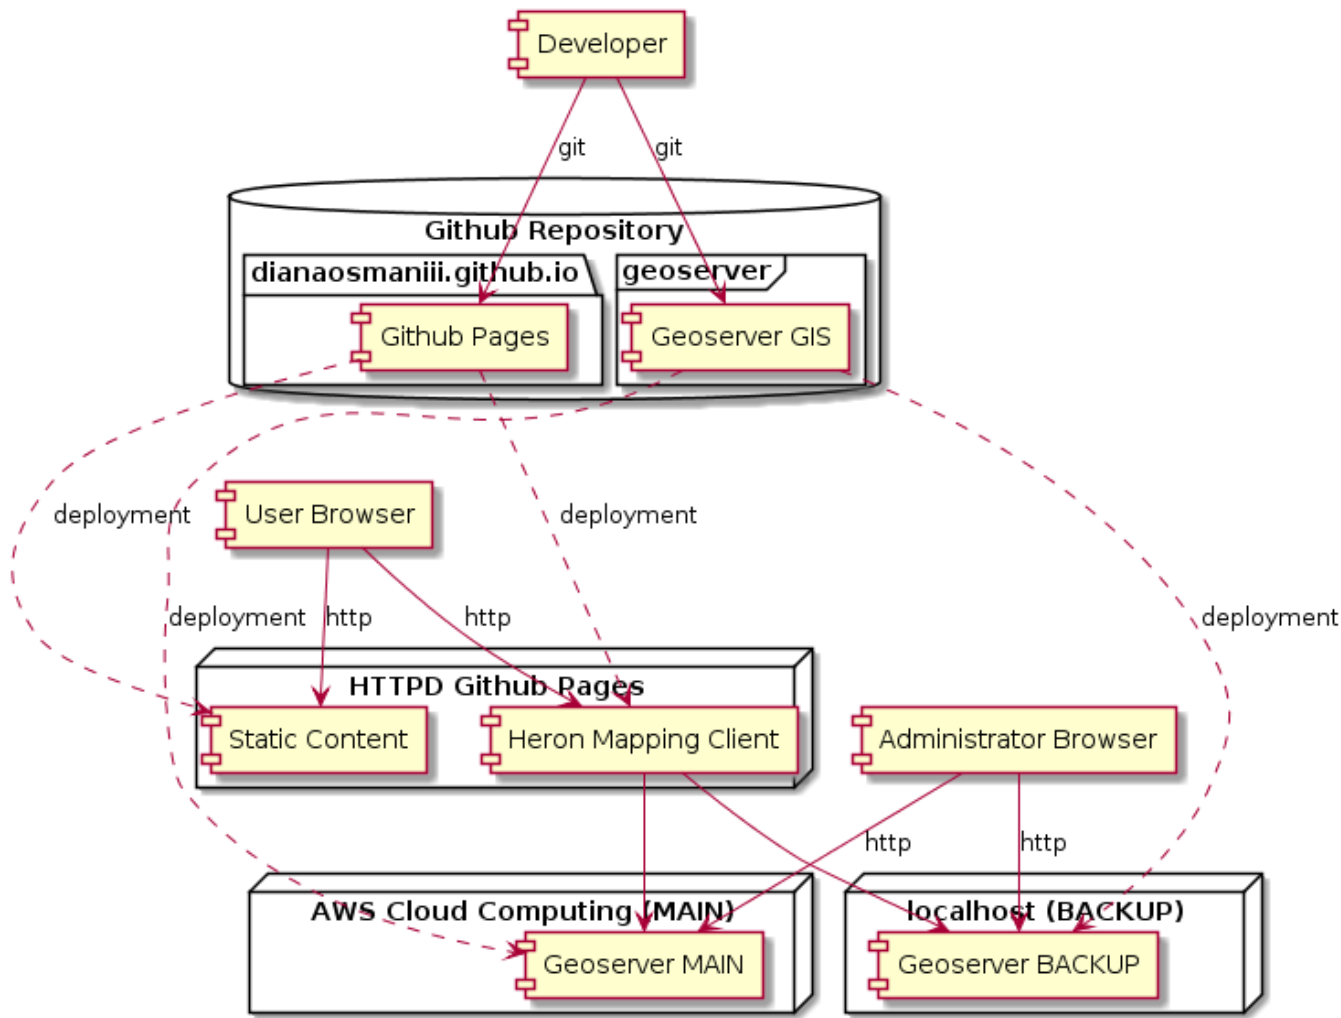 Developer
git
git
Github Repository
dianaosmaniii.github.io
geoserver
Github Pages
Geoserver GIS
deployment
User Browser
deployment
deployment
http
http
deployment
HTTPD Github Pages
Static Content
Heron Mapping Client
Administrator Browser
http
http
AWS Cloud Computing (MAIN)
localhost (BACKUP)
Geoserver MAIN
Geoserver BACKUP